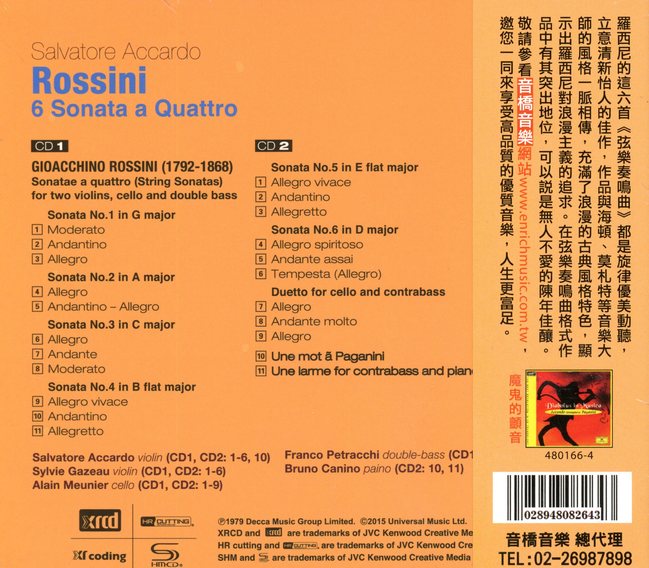 Salvatore Accardo
Rossini
6 Sonata a Quattro
CD 1
GIOACCHINO ROSSINI (1792-1868)
Sonatae a quattro (String Sonatas)
for two violins, cello and double bass
Sonata No.1 in G major
1 Moderato
2 Andantino
3 Allegro
Sonata No.2 in A major
4 Allegro
5 Andantino – Allegro
Sonata No.3 in C major
6 Allegro
7 Andante
8 Moderato
Sonata No.4 in B flat major
9 Allegro vivace
10 Andantino
11 Allegretto
CD 2
Sonata No.5 in E flat major
1 Allegro vivace
2 Andantino
3 Allegretto
Sonata No.6 in D major
4 Allegro spiritoso
5 Andante assai
6 Tempesta (Allegro)
Duetto for cello and contrabass
7 Allegro
8 Andante molto
9 Allegro
10 Une mot ã Paganini
11 Une larme for contrabass and piano
Salvatore Accardo violin (CD1, CD2: 1-6, 10)
Sylvie Gazeau violin (CD1, CD2: 1-6)
Alain Meunier cello (CD1, CD2: 1-9)
Franco Petracchi double-bass (CD1
Bruno Canino paino (CD2: 10, 11)
xrcd
HR CUTTING
xr coding
SHM
HMCD
℗1979 Decca Music Group Limited. ©2015 Universal Music Ltd.
XRCD and xrcd are trademarks of JVC Kenwood Creative Media
HR cutting and HR CUTTING, are trademarks of JVC Kenwood Creative Me
SHM and are trademarks of JVC Kenwood Creative Media
羅西尼的這六首《弦樂奏鳴曲》都是旋律優美動聽，
立意清新怡人的佳作，作品與海頓、莫札特等音樂大
師的風格一脈相傳，充滿了浪漫的古典風格特色，顯
示出羅西尼對浪漫主義的追求。在弦樂奏鳴曲格式作
品中有其突出地位，可以說是無人不愛的陳年佳釀。
敬請參看音橋音樂網站 www.enrichmusic.com.tw，
邀您一同來享受高品質的優質音樂，人生更富足。
魔鬼的顫音
Diabolus in Musica
Accardo interpreta Paganini
480166-4
028948082643
音橋音樂 總代理
TEL:02-26987898